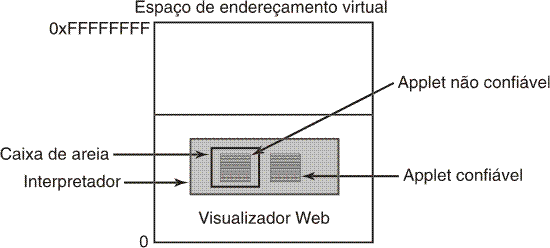 Espaço de endereçamento virtual
0xFFFFFFFF
Applet não confiável
Caixa de areia
Interpretador
Applet confiável
Visualizador Web
0